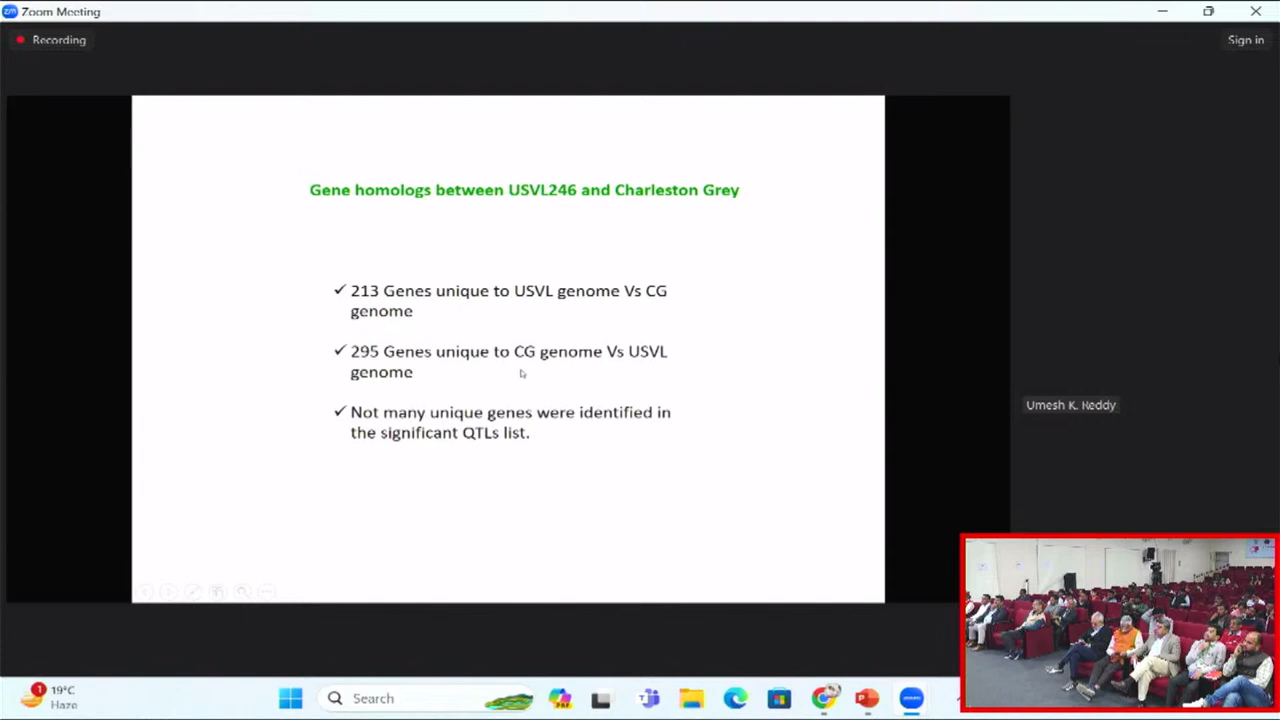 Zoom Meeting
Recording
Sign in
Gene homologs between USVL246 and Charleston Grey
✓ 213 Genes unique to USVL genome Vs CG
genome
✓ 295 Genes unique to CG genome Vs USVL
genome
✓ Not many unique genes were identified in
the significant QTLs list.
Umesh K. Reddy
1
19°C
Haze
Search